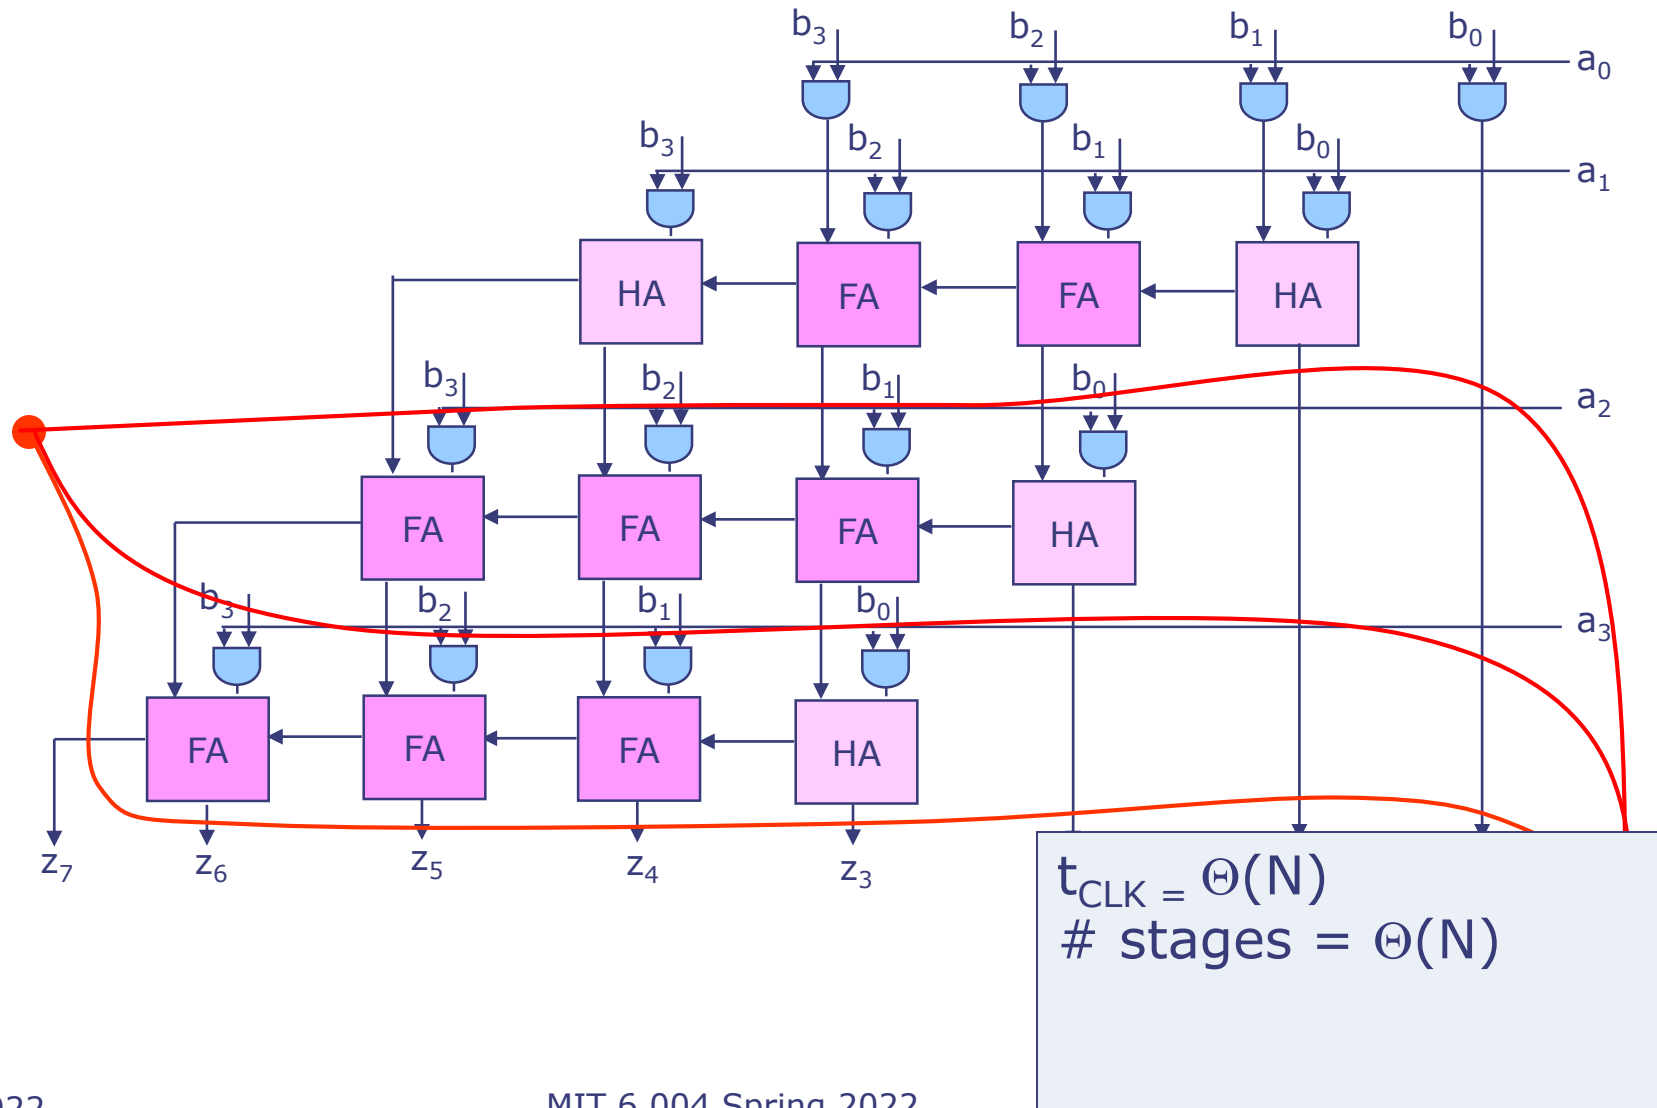 b₃ b₂ b₁ b₀ a₀
b₃ b₂ b₁ b₀ a₁
HA FA FA HA
b₃ b₂ b₁ b₀ a₂
FA FA FA HA
b₃ b₂ b₁ b₀ a₃
FA FA FA HA
z₇ z₆ z₅ z₄ z₃
t_CLK = Θ(N)
# stages = Θ(N)
MIT 6.004 Spring 2022